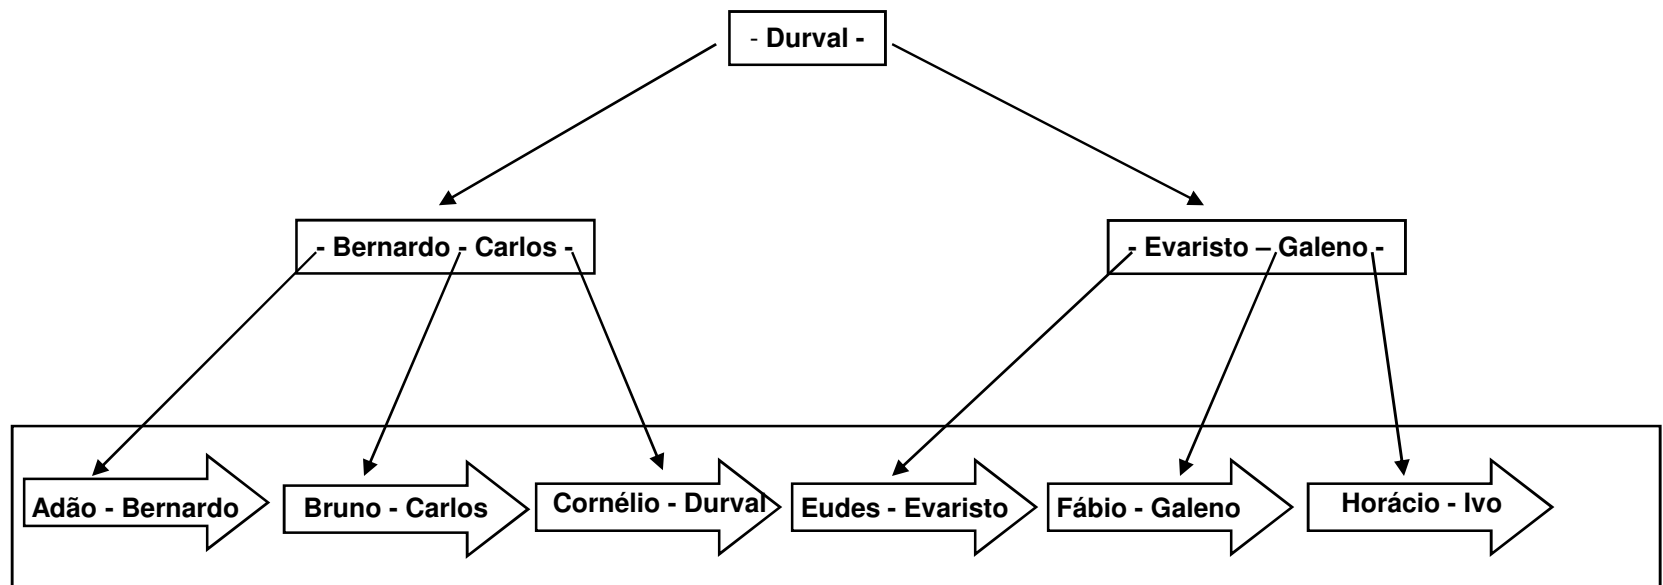 - Durval -
- Bernardo - Carlos -
- Evaristo – Galeno -
Adão - Bernardo
Bruno - Carlos
Cornélio - Durval
Eudes - Evaristo
Fábio - Galeno
Horácio - Ivo